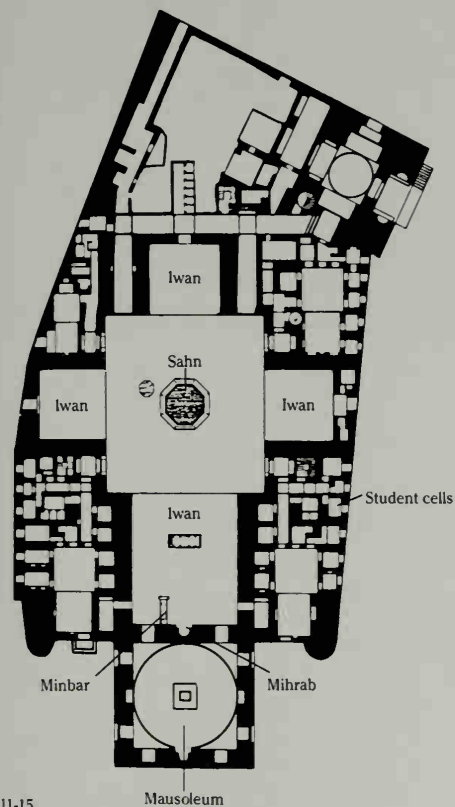 Iwan
Sahn
Iwan
Iwan
Iwan
Student cells
Minbar
Mihrab
Mausoleum
11-15